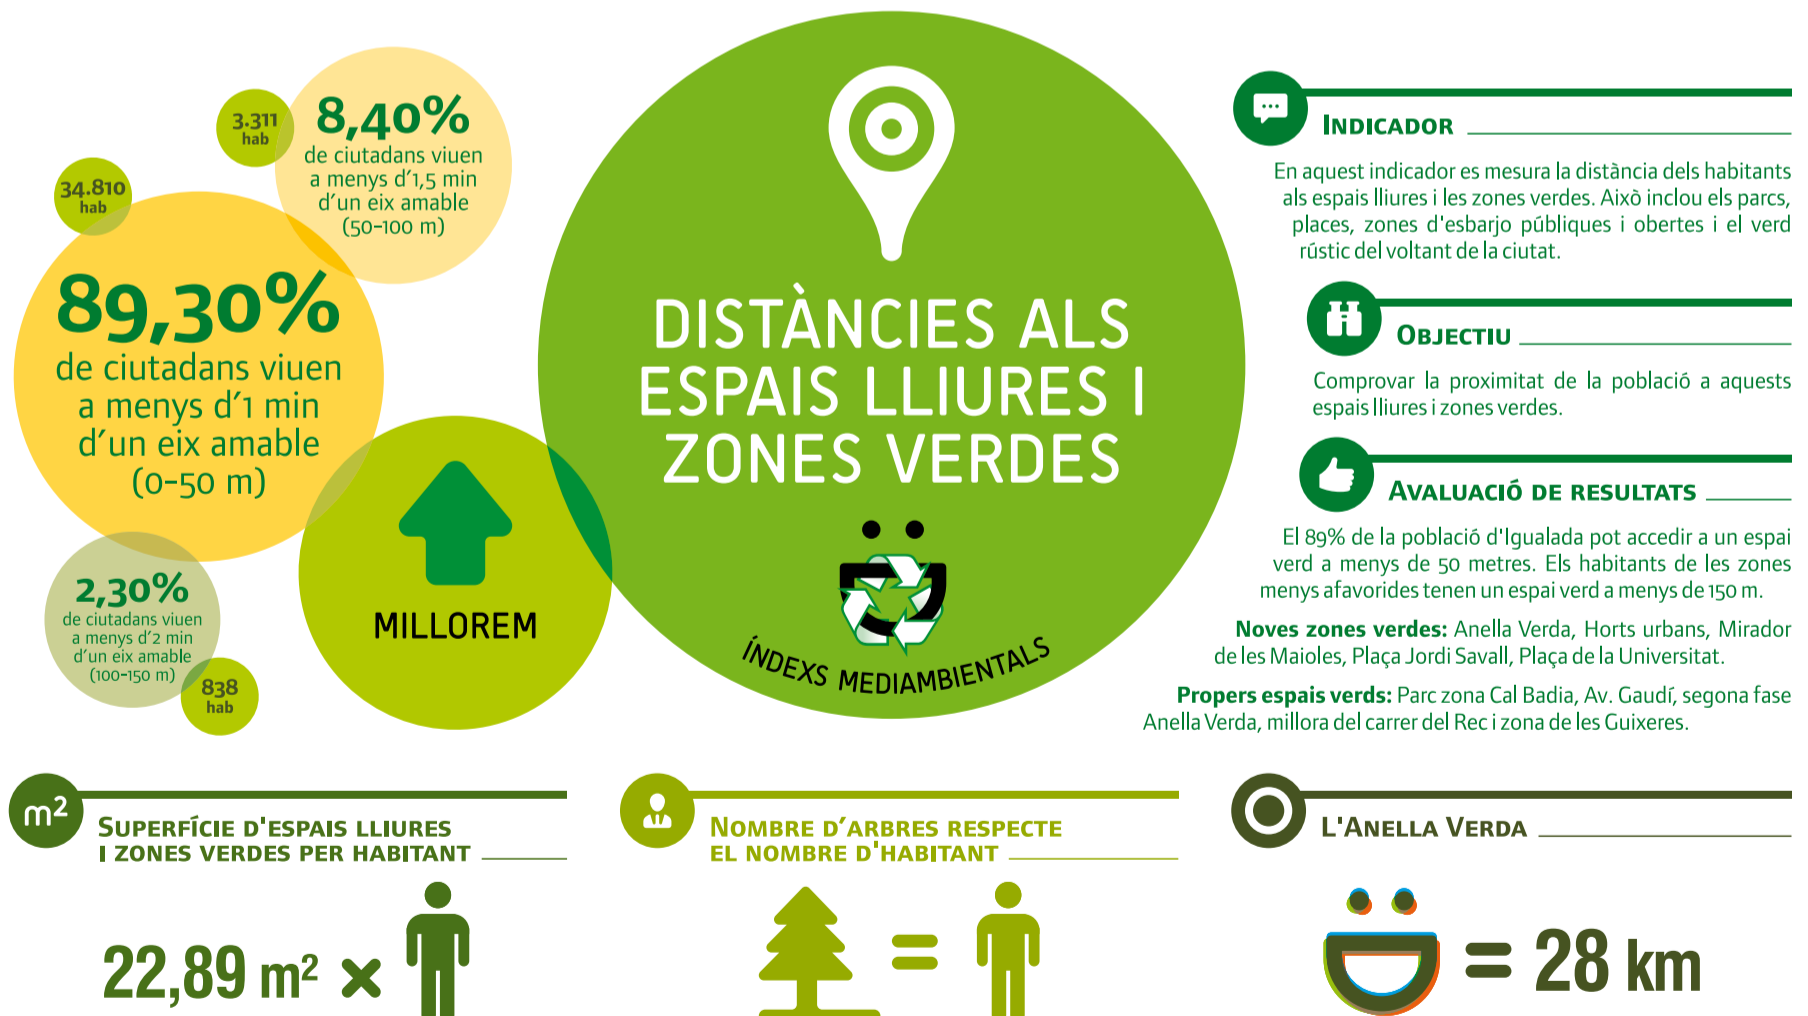 3.311
hab
8,40%
de ciutadans viuen
a menys d'1,5 min
d'un eix amable
(50-100 m)
34.810
hab
89,30%
de ciutadans viuen
a menys d'1 min
d'un eix amable
(0-50 m)
2,30%
de ciutadans viuen
a menys d'2 min
d'un eix amable
(100-150 m)
838
hab
MILLOREM
DISTÀNCIES ALS
ESPAIS LLIURES I
ZONES VERDES
ÍNDEXS MEDIAMBIENTALS
INDICADOR
En aquest indicador es mesura la distància dels habitants
als espais lliures i les zones verdes. Això inclou els parcs,
places, zones d'esbarjo públiques i obertes i el verd
rústic del voltant de la ciutat.
OBJECTIU
Comprovar la proximitat de la població a aquests
espais lliures i zones verdes.
AVALUACIÓ DE RESULTATS
El 89% de la població d'Igualada pot accedir a un espai
verd a menys de 50 metres. Els habitants de les zones
menys afavorides tenen un espai verd a menys de 150 m.
Noves zones verdes: Anella Verda, Horts urbans, Mirador
de les Maioles, Plaça Jordi Savall, Plaça de la Universitat.
Propers espais verds: Parc zona Cal Badia, Av. Gaudí, segona fase
Anella Verda, millora del carrer del Rec i zona de les Guixeres.
m²
SUPERFÍCIE D'ESPAIS LLIURES
I ZONES VERDES PER HABITANT
22,89 m² ×
NOMBRE D'ARBRES RESPECTE
EL NOMBRE D'HABITANT
=
L'ANELLA VERDA
= 28 km